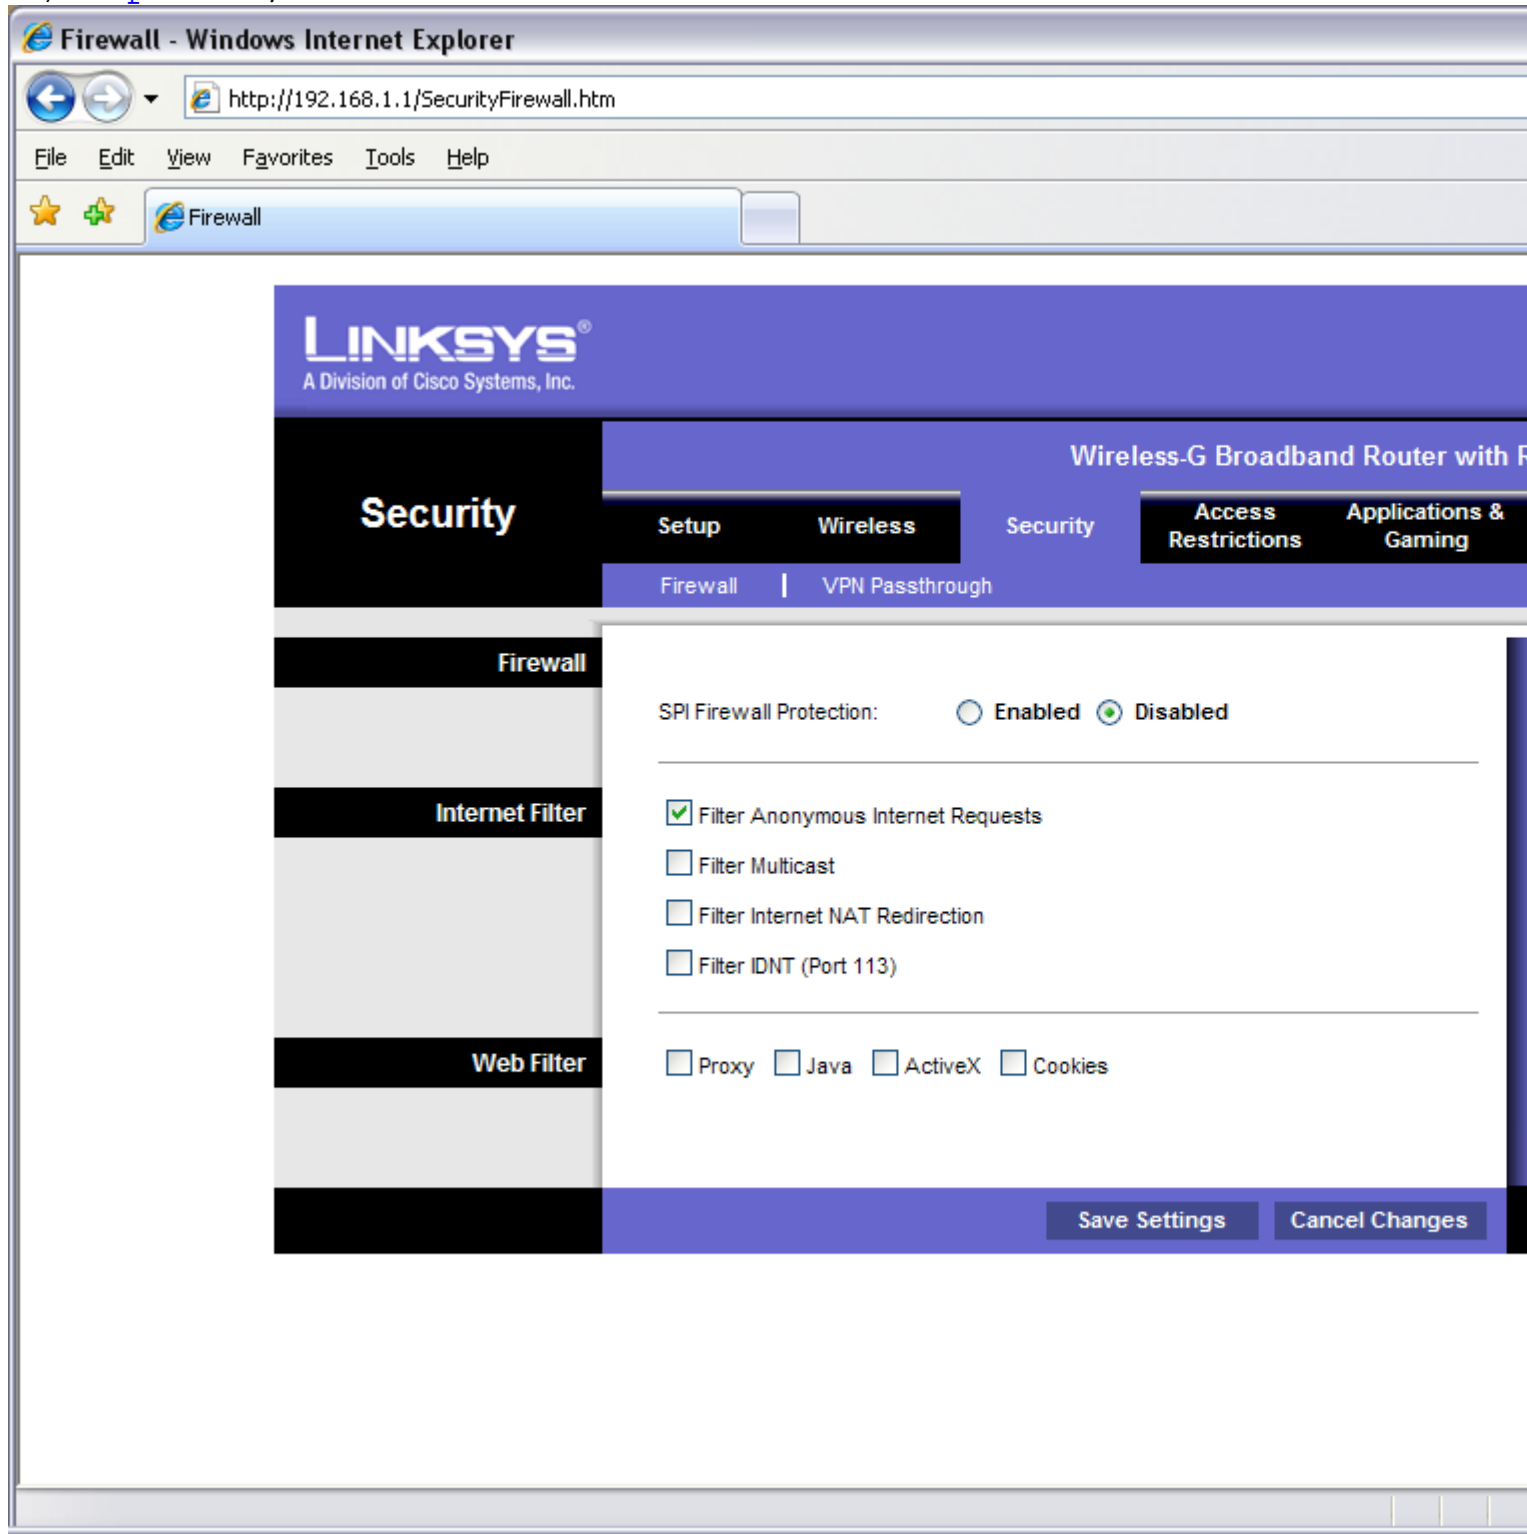 Firewall - Windows Internet Explorer
http://192.168.1.1/SecurityFirewall.htm
File Edit View Favorites Tools Help
Firewall
LINKSYS®
A Division of Cisco Systems, Inc.
Wireless-G Broadband Router with
Security
Setup Wireless Security Access Restrictions Applications & Gaming
Firewall | VPN Passthrough
Firewall
SPI Firewall Protection: Enabled Disabled
Internet Filter
Filter Anonymous Internet Requests
Filter Multicast
Filter Internet NAT Redirection
Filter IDNT (Port 113)
Web Filter
Proxy Java ActiveX Cookies
Save Settings Cancel Changes